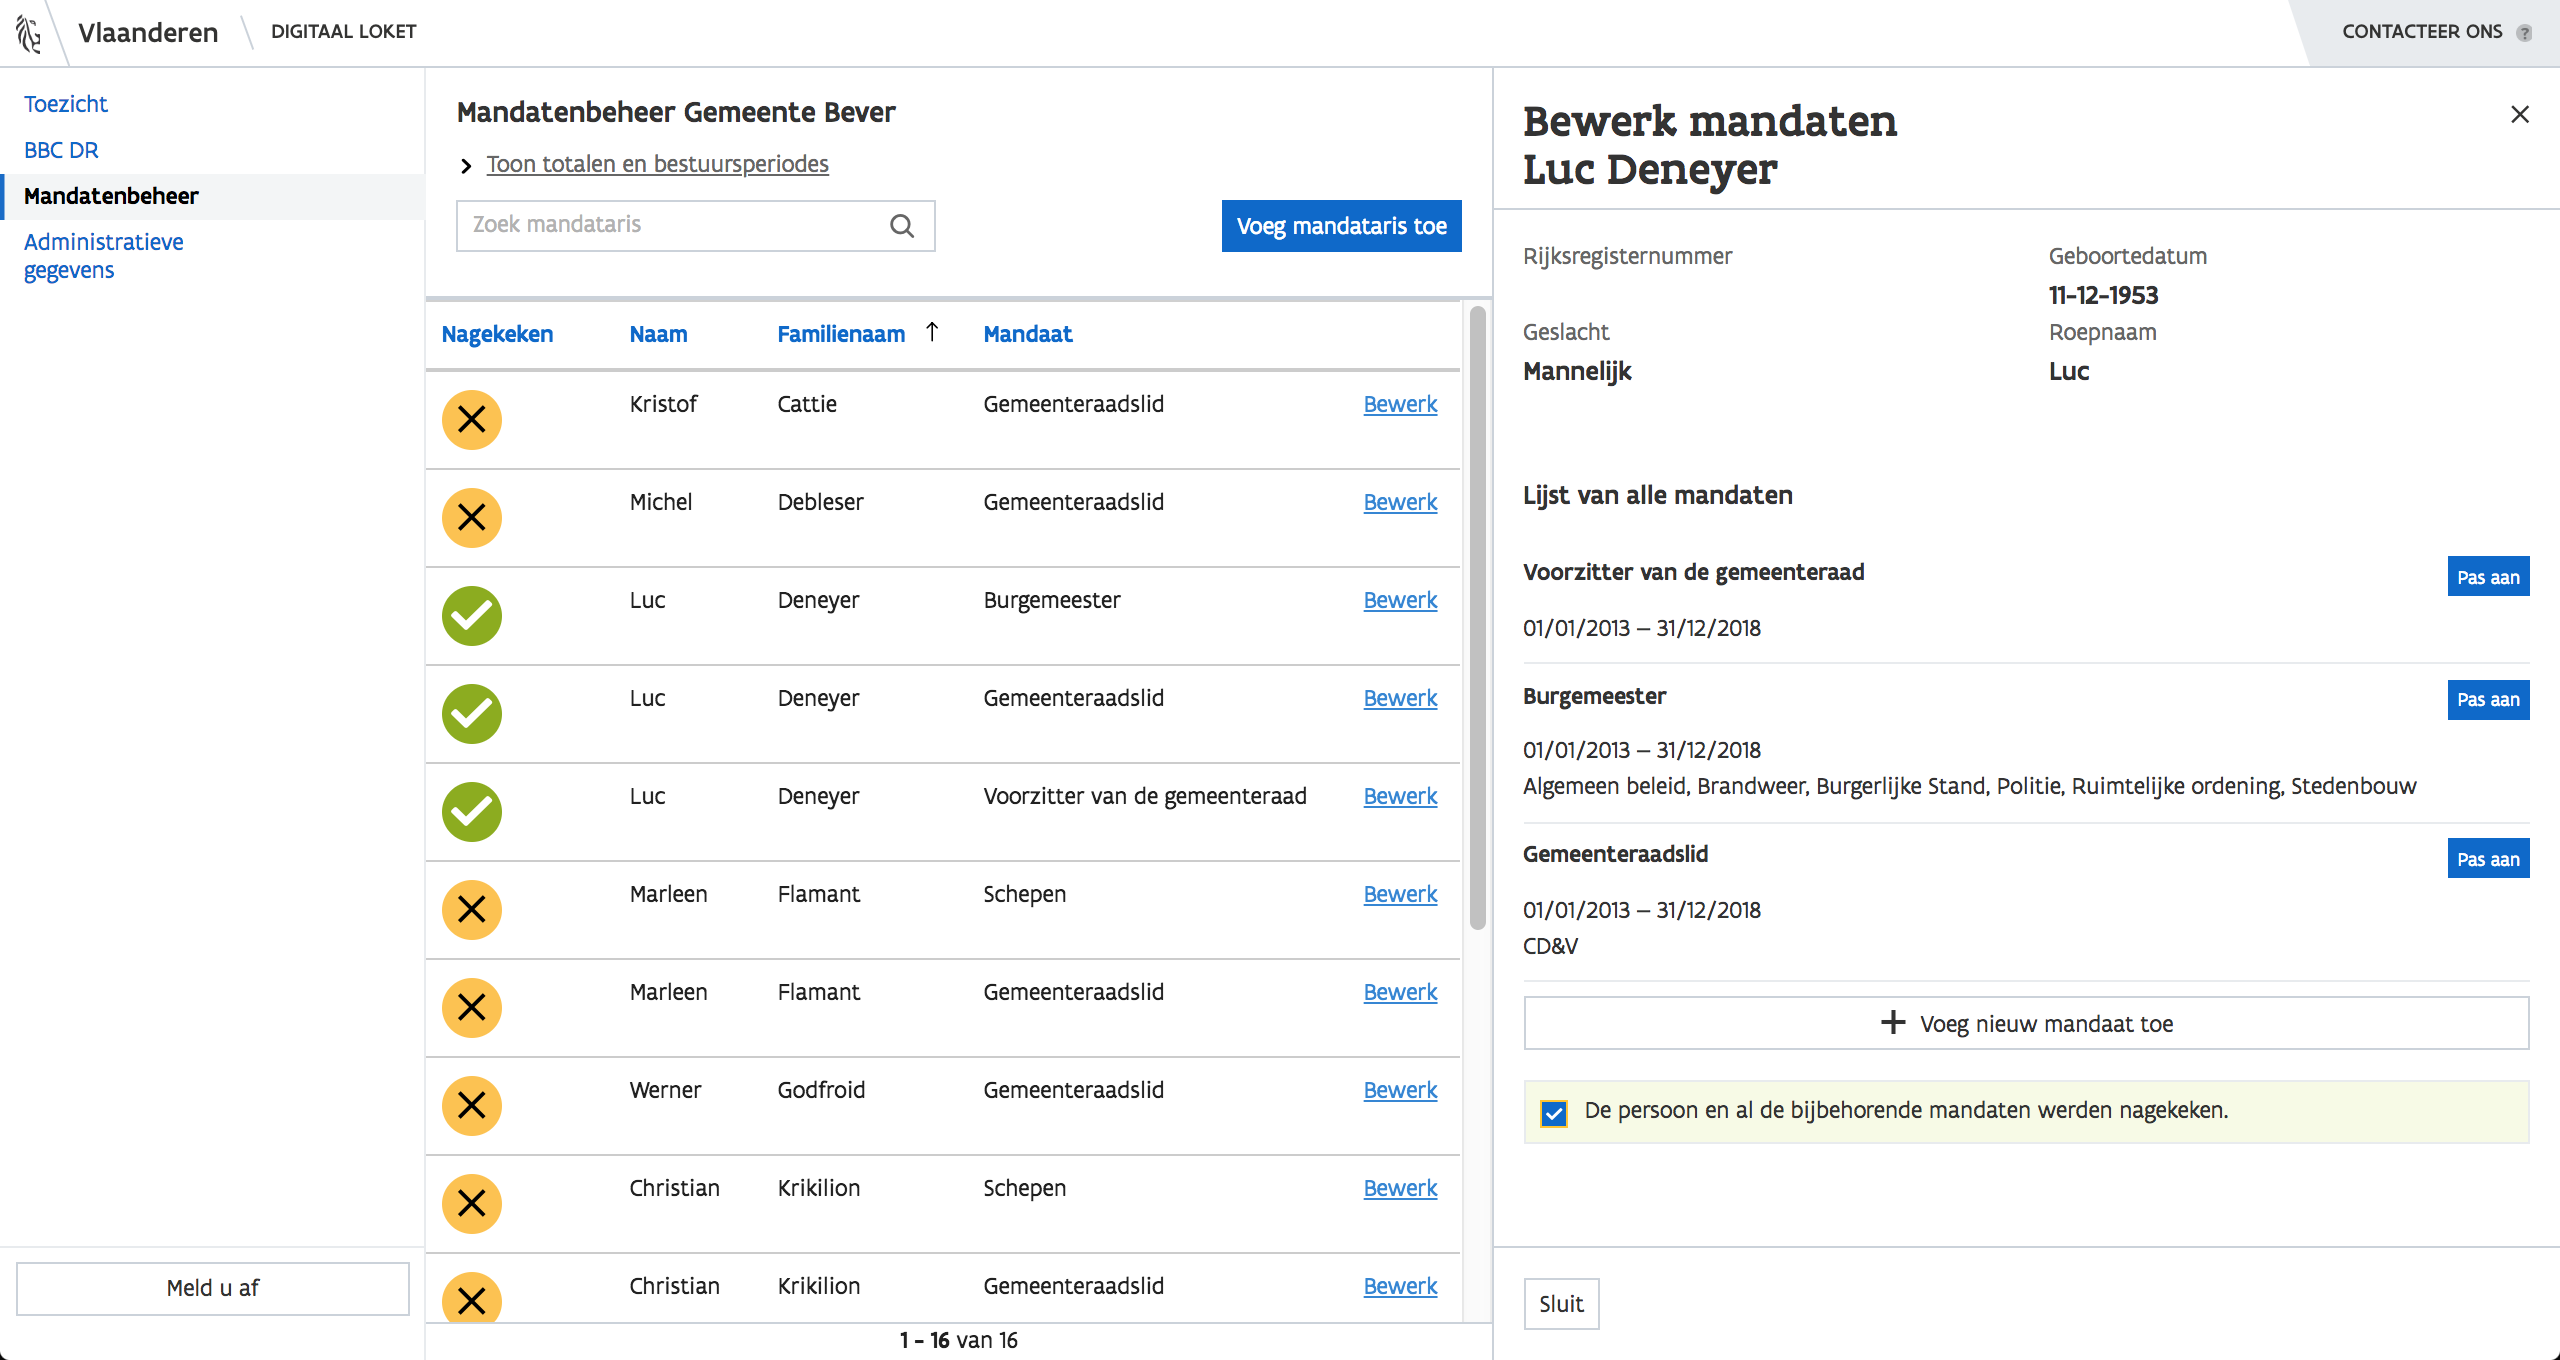 Vlaanderen
DIGITAAL LOKET
CONTACTEER ONS ?
Toezicht
BBC DR
Mandatenbeheer
Administratieve
gegevens
Meld u af
Mandatenbeheer Gemeente Bever
Toon totalen en bestuursperiodes
Zoek mandataris
Voeg mandataris toe
Nagekeken Naam Familienaam ↑ Mandaat
Kristof Cattie Gemeenteraadslid Bewerk
Michel Debleser Gemeenteraadslid Bewerk
Luc Deneyer Burgemeester Bewerk
Luc Deneyer Gemeenteraadslid Bewerk
Luc Deneyer Voorzitter van de gemeenteraad Bewerk
Marleen Flamant Schepen Bewerk
Marleen Flamant Gemeenteraadslid Bewerk
Werner Godfroid Gemeenteraadslid Bewerk
Christian Krikilion Schepen Bewerk
Christian Krikilion Gemeenteraadslid Bewerk
1 - 16 van 16
Bewerk mandaten
Luc Deneyer
Rijksregisternummer
Geboortedatum
11-12-1953
Geslacht
Mannelijk
Roepnaam
Luc
Lijst van alle mandaten
Voorzitter van de gemeenteraad
Pas aan
01/01/2013 – 31/12/2018
Burgemeester
Pas aan
01/01/2013 – 31/12/2018
Algemeen beleid, Brandweer, Burgerlijke Stand, Politie, Ruimtelijke ordening, Stedenbouw
Gemeenteraadslid
Pas aan
01/01/2013 – 31/12/2018
CD&V
+ Voeg nieuw mandaat toe
De persoon en al de bijbehorende mandaten werden nagekeken.
Sluit